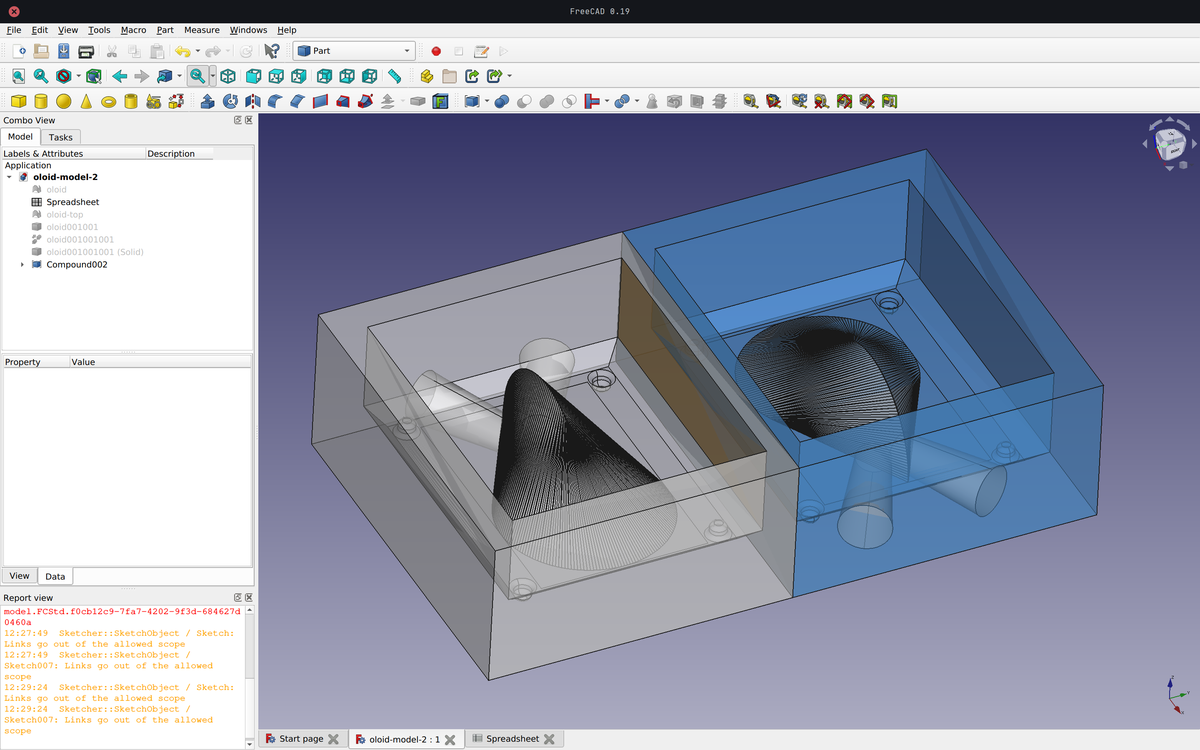 FreeCAD 0.19
File Edit View Tools Macro Part Measure Windows Help
Part
Combo View
Model Tasks
Labels & Attributes Description
Application
oloid-model-2
oloid
Spreadsheet
oloid-top
oloid001001
oloid001001001
oloid001001001 (Solid)
Compound002
Property Value
View Data
Report view
model.FCStd.f0cb12c9-7fa7-4202-9f3d-684627d
0460a
12:27:49 Sketcher::SketchObject / Sketch:
Links go out of the allowed scope
12:27:49 Sketcher::SketchObject /
Sketch007: Links go out of the allowed
scope
12:29:24 Sketcher::SketchObject / Sketch:
Links go out of the allowed scope
12:29:24 Sketcher::SketchObject /
Sketch007: Links go out of the allowed
scope
Start page oloid-model-2 : 1 Spreadsheet